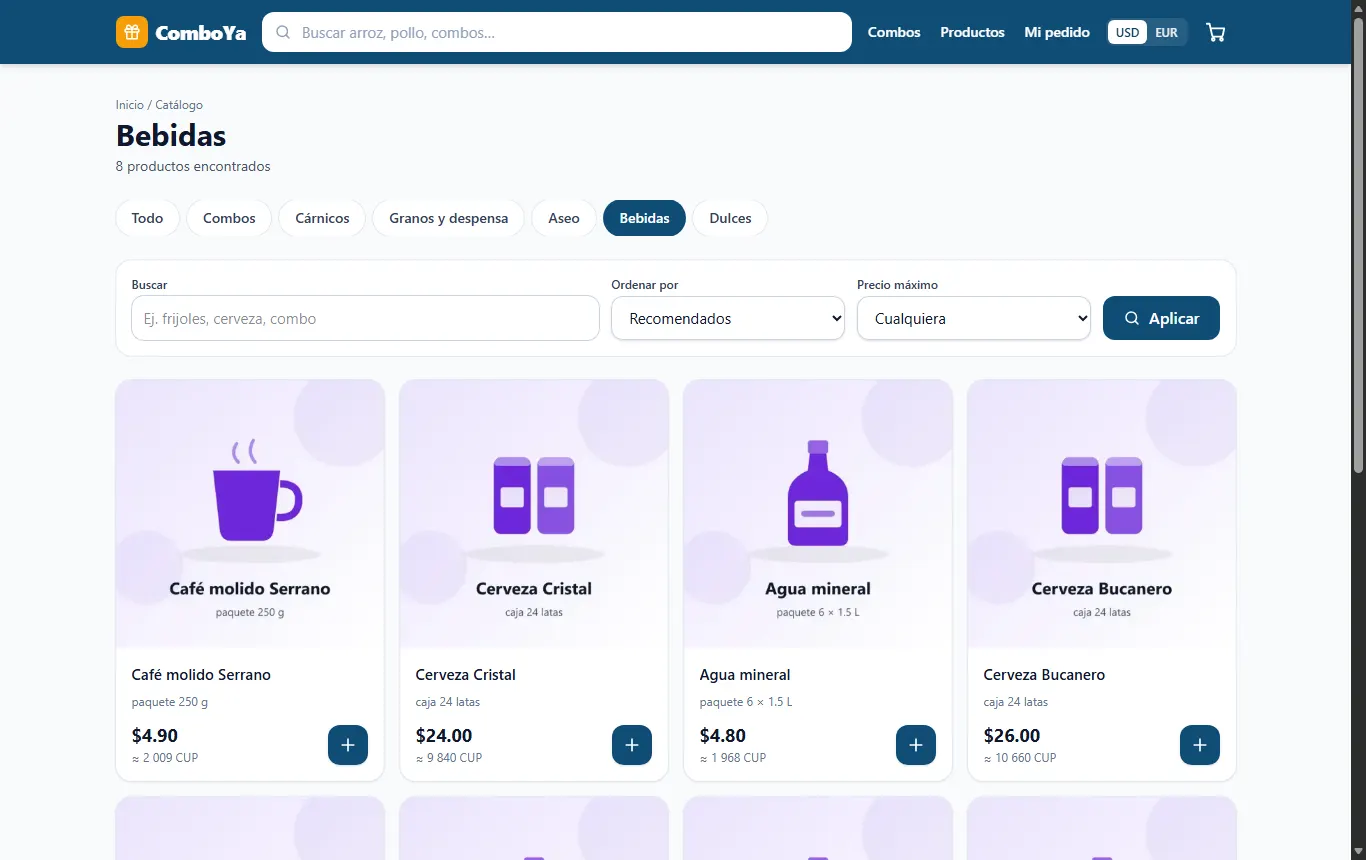 ComboYa
Buscar arroz, pollo, combos...
Combos
Productos
Mi pedido
USD
EUR
Inicio / Catálogo
Bebidas
8 productos encontrados
Todo
Combos
Cárnicos
Granos y despensa
Aseo
Bebidas
Dulces
Buscar
Ej. frijoles, cerveza, combo
Ordenar por
Recomendados
Precio máximo
Cualquiera
Aplicar
Café molido Serrano
paquete 250 g
Café molido Serrano
paquete 250 g
$4.90
≈ 2 009 CUP
Cerveza Cristal
caja 24 latas
Cerveza Cristal
caja 24 latas
$24.00
≈ 9 840 CUP
Agua mineral
paquete 6 × 1.5 L
Agua mineral
paquete 6 × 1.5 L
$4.80
≈ 1 968 CUP
Cerveza Bucanero
caja 24 latas
Cerveza Bucanero
caja 24 latas
$26.00
≈ 10 660 CUP